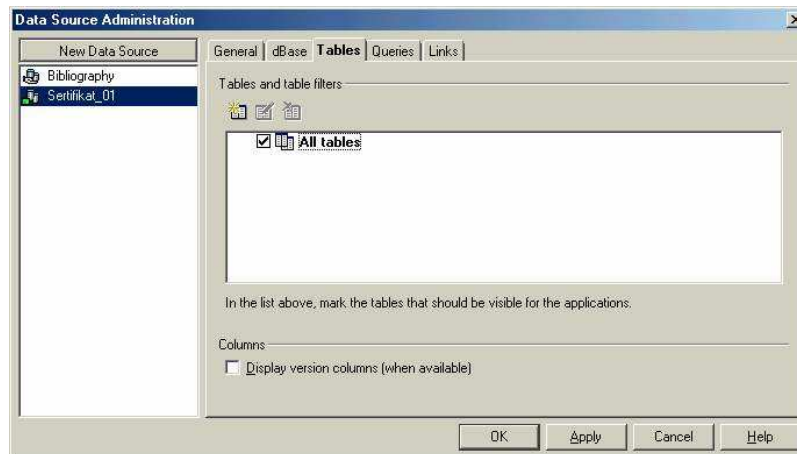 Data Source Administration
New Data Source
General dBase Tables Queries Links
Bibliography
Sertifikat_01
Tables and table filters
All tables
In the list above, mark the tables that should be visible for the applications.
Columns
Display version columns (when available)
OK Apply Cancel Help